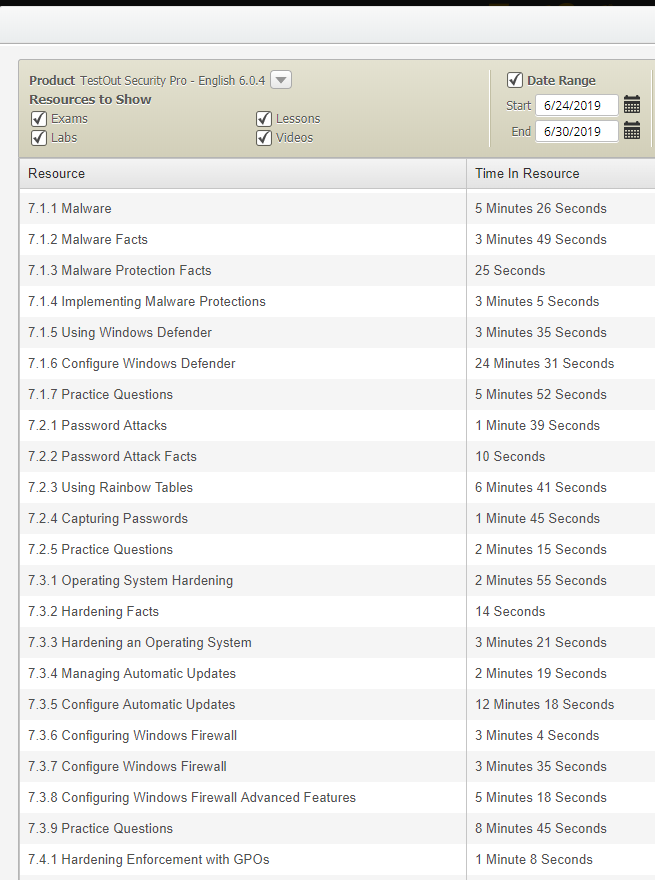 Product TestOut Security Pro - English 6.0.4
Resources to Show
Exams Lessons
Labs Videos
Date Range
Start 6/24/2019
End 6/30/2019
Resource Time In Resource
7.1.1 Malware 5 Minutes 26 Seconds
7.1.2 Malware Facts 3 Minutes 49 Seconds
7.1.3 Malware Protection Facts 25 Seconds
7.1.4 Implementing Malware Protections 3 Minutes 5 Seconds
7.1.5 Using Windows Defender 3 Minutes 35 Seconds
7.1.6 Configure Windows Defender 24 Minutes 31 Seconds
7.1.7 Practice Questions 5 Minutes 52 Seconds
7.2.1 Password Attacks 1 Minute 39 Seconds
7.2.2 Password Attack Facts 10 Seconds
7.2.3 Using Rainbow Tables 6 Minutes 41 Seconds
7.2.4 Capturing Passwords 1 Minute 45 Seconds
7.2.5 Practice Questions 2 Minutes 15 Seconds
7.3.1 Operating System Hardening 2 Minutes 55 Seconds
7.3.2 Hardening Facts 14 Seconds
7.3.3 Hardening an Operating System 3 Minutes 21 Seconds
7.3.4 Managing Automatic Updates 2 Minutes 19 Seconds
7.3.5 Configure Automatic Updates 12 Minutes 18 Seconds
7.3.6 Configuring Windows Firewall 3 Minutes 4 Seconds
7.3.7 Configure Windows Firewall 3 Minutes 35 Seconds
7.3.8 Configuring Windows Firewall Advanced Features 5 Minutes 18 Seconds
7.3.9 Practice Questions 8 Minutes 45 Seconds
7.4.1 Hardening Enforcement with GPOs 1 Minute 8 Seconds